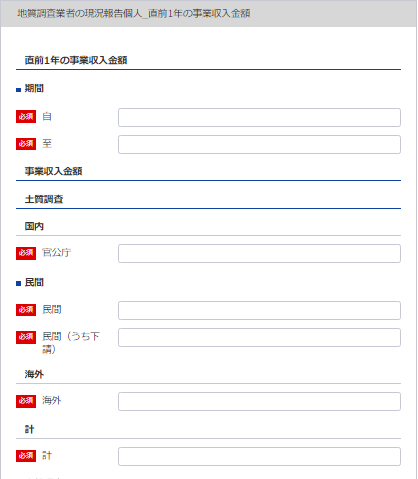 地質調査業者の現況報告個人_直前1年の事業収入金額
直前1年の事業収入金額
期間
必須 自
必須 至
事業収入金額
土質調査
国内
必須 官公庁
民間
必須 民間
必須 民間（うち下
請）
海外
必須 海外
計
必須 計